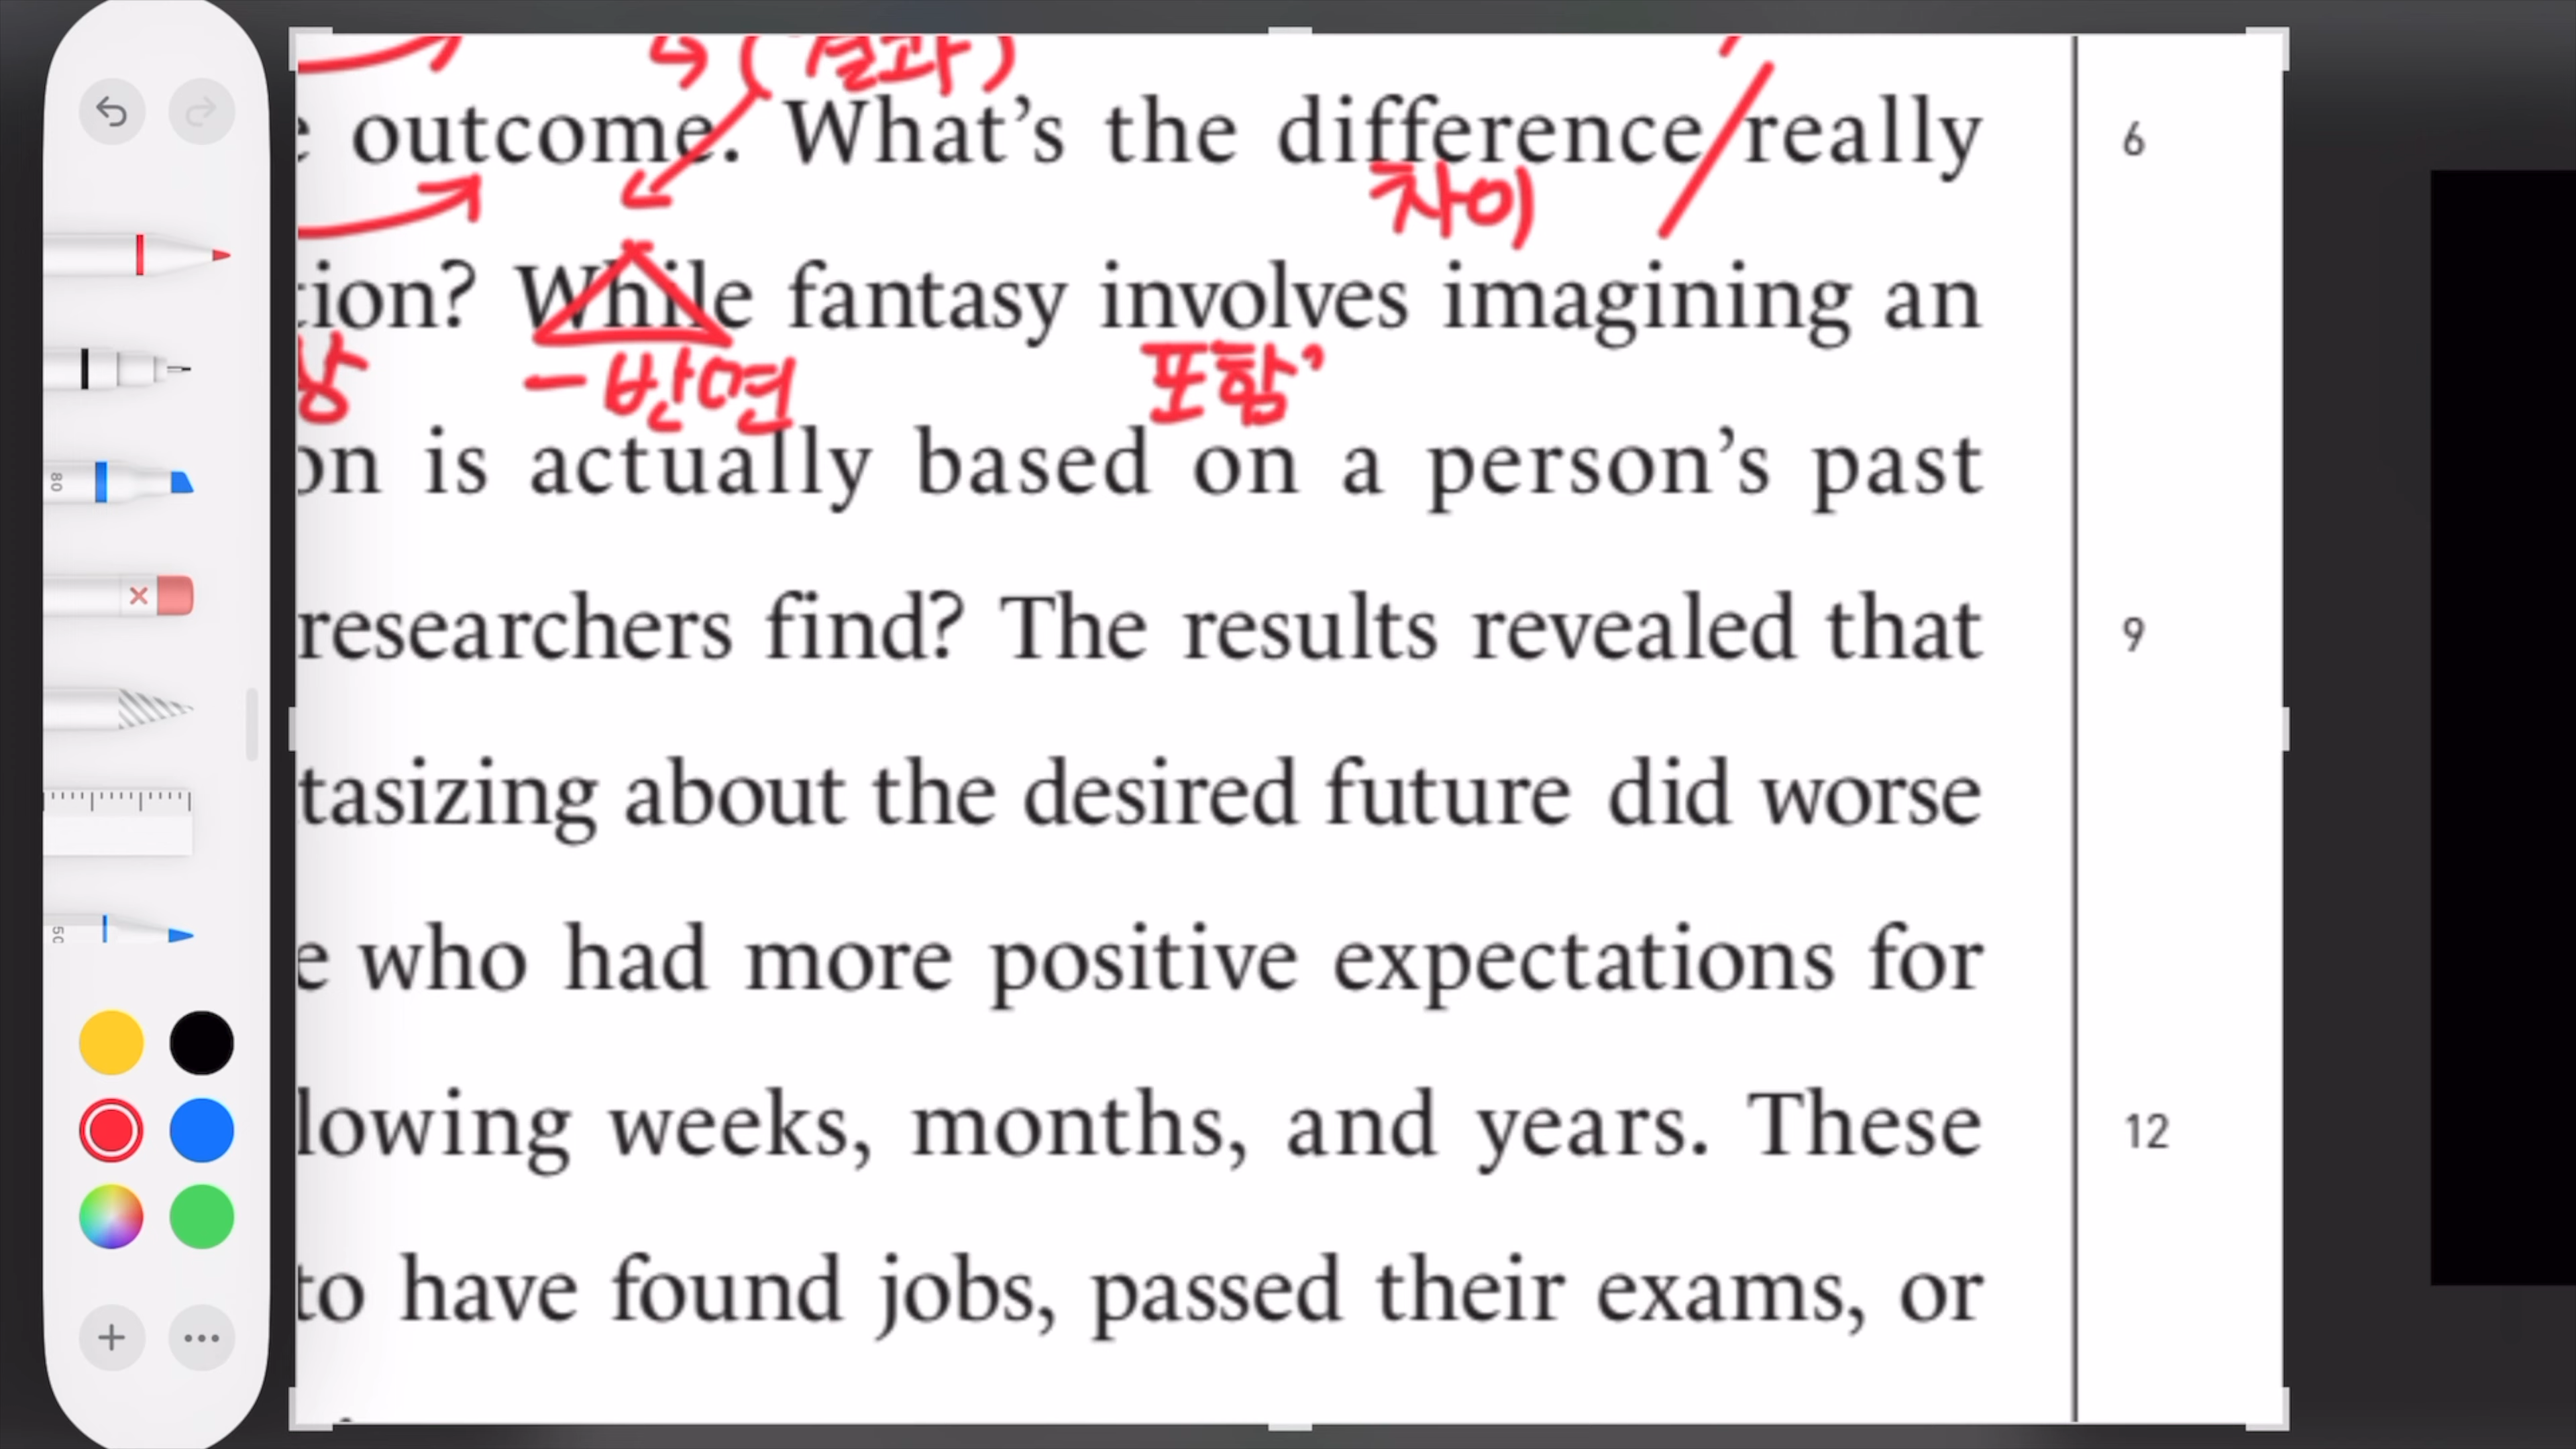 (결과)
outcome. What's the difference / really 6
차이
tion? While fantasy involves imagining an
상 -반면 포함
on is actually based on a person's past
researchers find? The results revealed that 9
tasizing about the desired future did worse
e who had more positive expectations for
lowing weeks, months, and years. These 12
to have found jobs, passed their exams, or
80
50